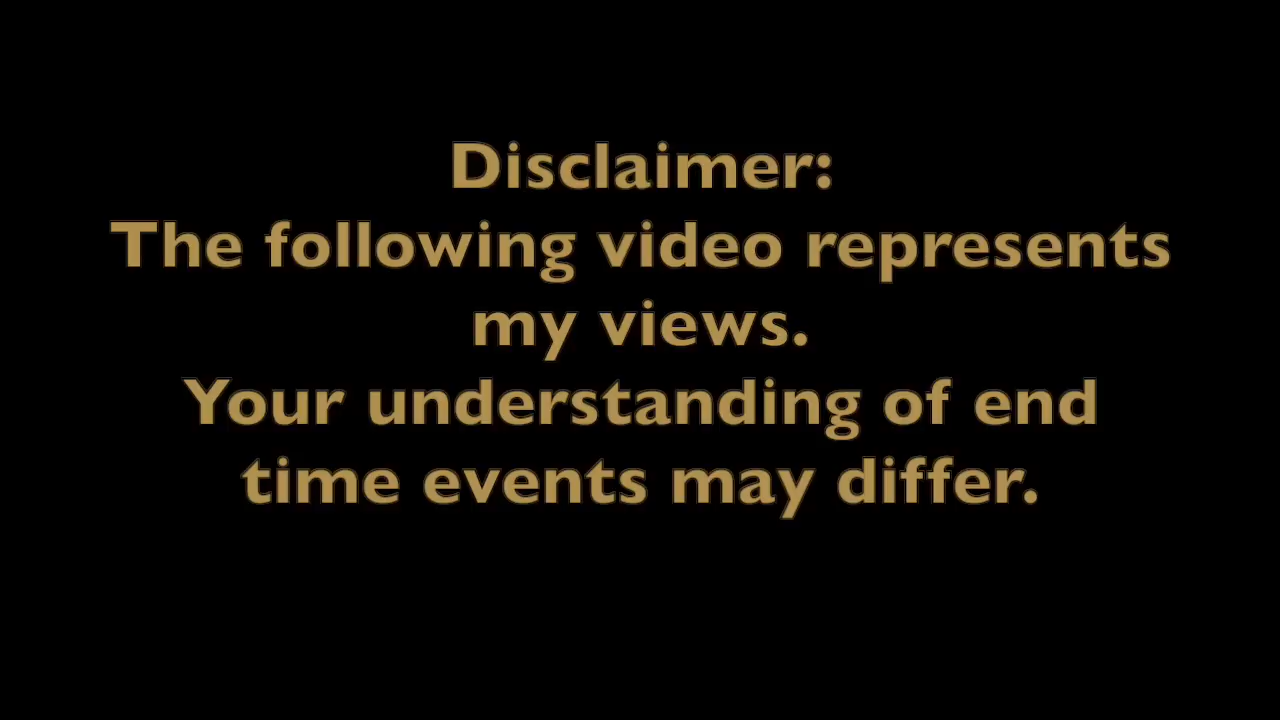 Disclaimer:
The following video represents
my views.
Your understanding of end
time events may differ.